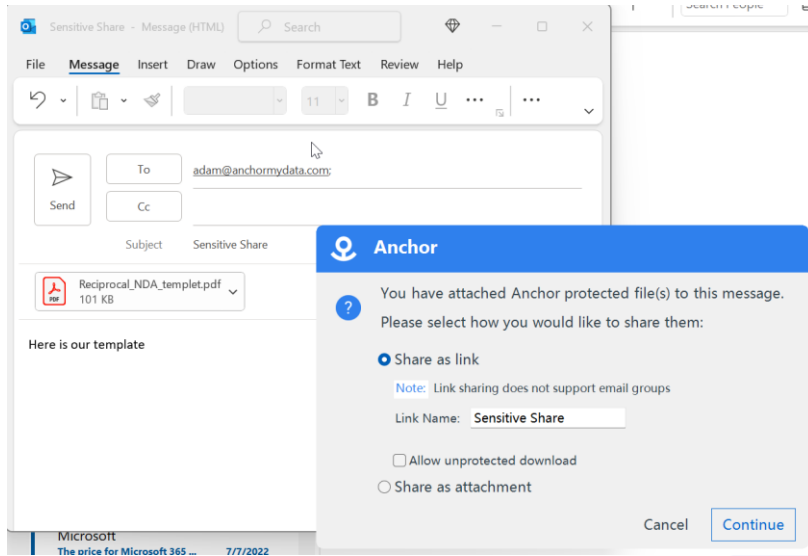 Sensitive Share - Message (HTML)
Search
Search People
File Message Insert Draw Options Format Text Review Help
11 B I U ... ...
Send
To
adam@anchormydata.com;
Cc
Subject
Sensitive Share
PDF
Reciprocal_NDA_templet.pdf
101 KB
Here is our template
Anchor
?
You have attached Anchor protected file(s) to this message.
Please select how you would like to share them:
Share as link
Note: Link sharing does not support email groups
Link Name: Sensitive Share
Allow unprotected download
Share as attachment
Cancel Continue
Microsoft
The price for Microsoft 365 ... 7/7/2022